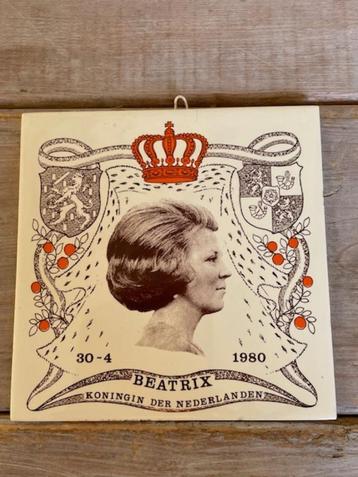 30-4 1980
BEATRIX
KONINGIN DER NEDERLANDEN